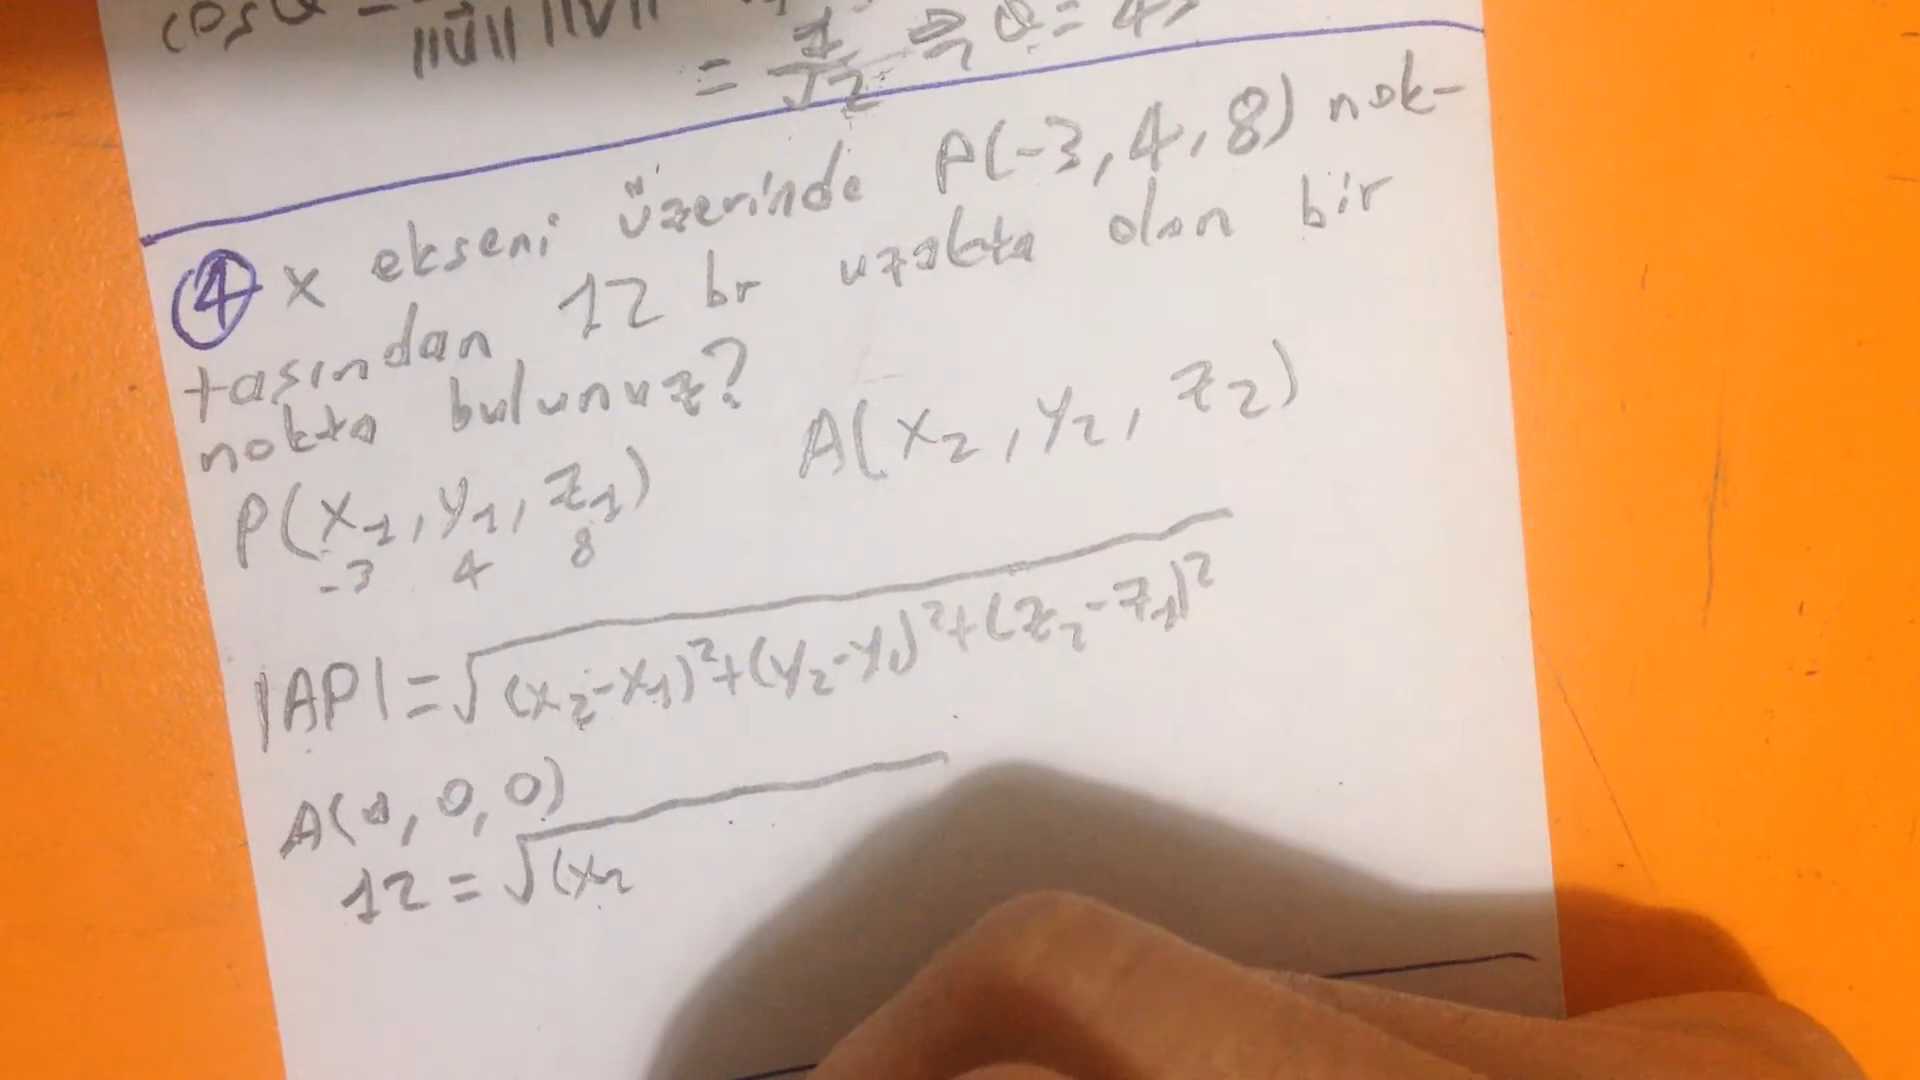 cosθ =
||u|| ||v||
= 1/√2 ⇒ θ = 45
④ x ekseni üzerinde P(-3, 4, 8) nok-
tasından 12 br uzakta olan bir
nokta bulunuz?
P(x₁, y₁, z₁) A(x₂, y₂, z₂)
-3 4 8
|AP| = √(x₂-x₁)²+(y₂-y₁)²+(z₂-z₁)²
A( , 0, 0)
12 = √(x₂